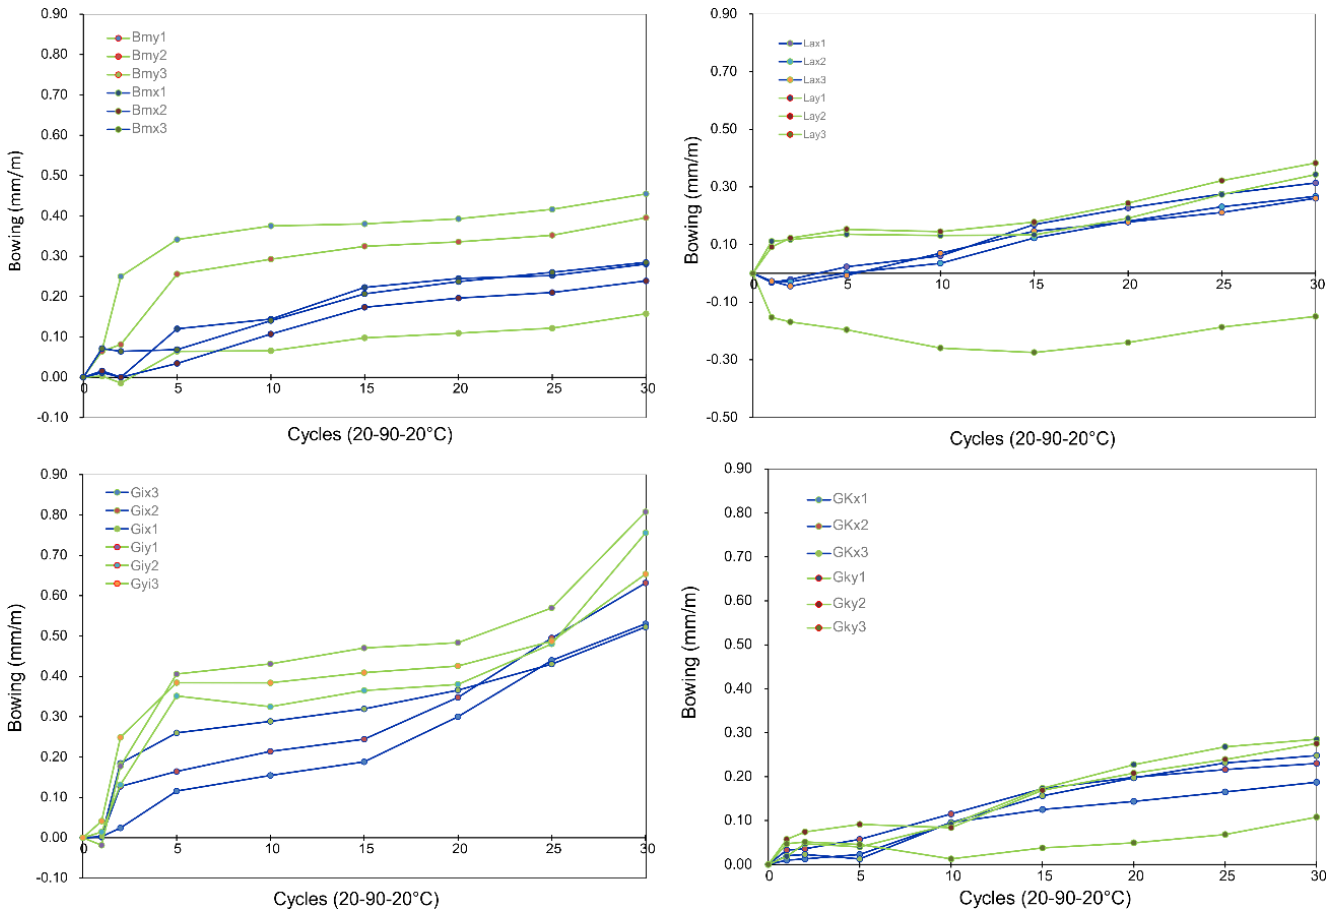 0.90
0.80
0.70
0.60
0.50
0.40
0.30
0.20
0.10
0.00
-0.10
Bowing (mm/m)
Bmy1
Bmy2
Bmy3
Bmx1
Bmx2
Bmx3
0 5 10 15 20 25 30
Cycles (20-90-20°C)
0.90
0.70
0.50
0.30
0.10
-0.10
-0.30
-0.50
Bowing (mm/m)
Lax1
Lax2
Lax3
Lay1
Lay2
Lay3
0 5 10 15 20 25 30
Cycles (20-90-20°C)
0.90
0.80
0.70
0.60
0.50
0.40
0.30
0.20
0.10
0.00
-0.10
Bowing (mm/m)
Gix3
Gix2
Gix1
Giy1
Giy2
Gyi3
0 5 10 15 20 25 30
Cycles (20-90-20°C)
0.90
0.80
0.70
0.60
0.50
0.40
0.30
0.20
0.10
0.00
Bowing (mm/m)
GKx1
GKx2
GKx3
Gky1
Gky2
Gky3
0 5 10 15 20 25 30
Cycles (20-90-20°C)